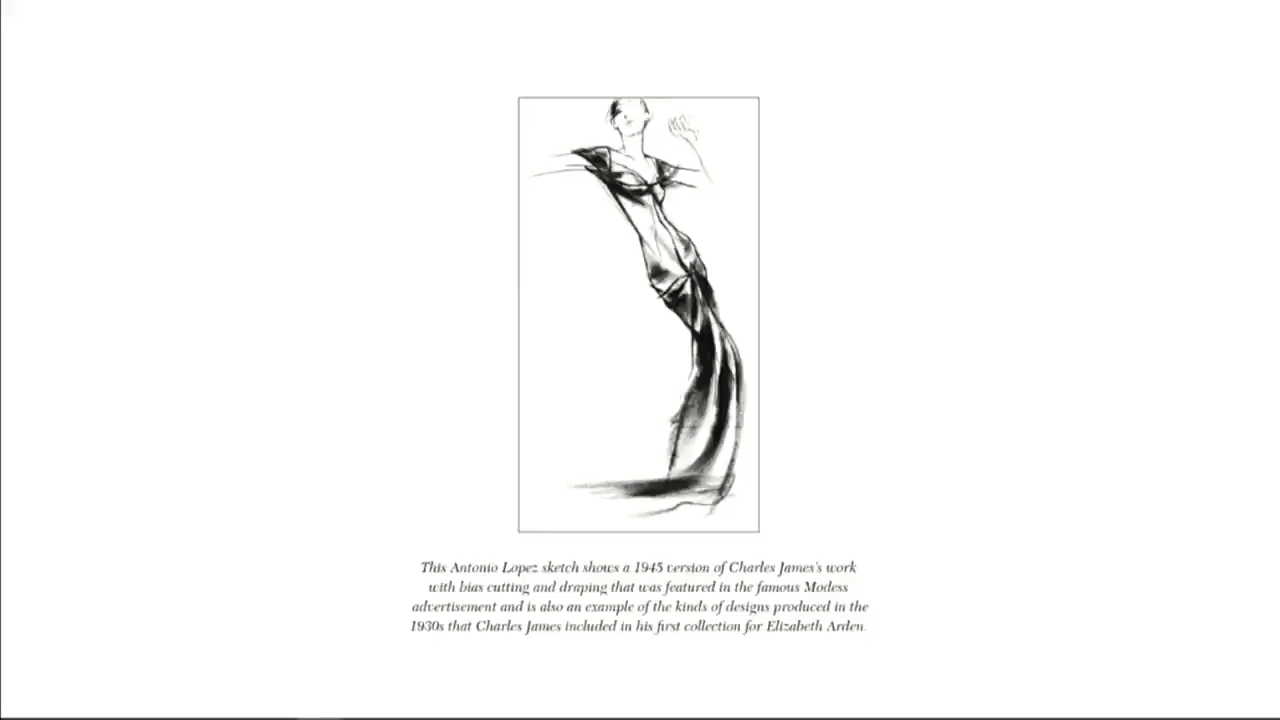 This Antonio Lopez sketch shows a 1945 version of Charles James's work
with bias cutting and draping that was featured in the famous Modess
advertisement and is also an example of the kinds of designs produced in the
1930s that Charles James included in his first collection for Elizabeth Arden.